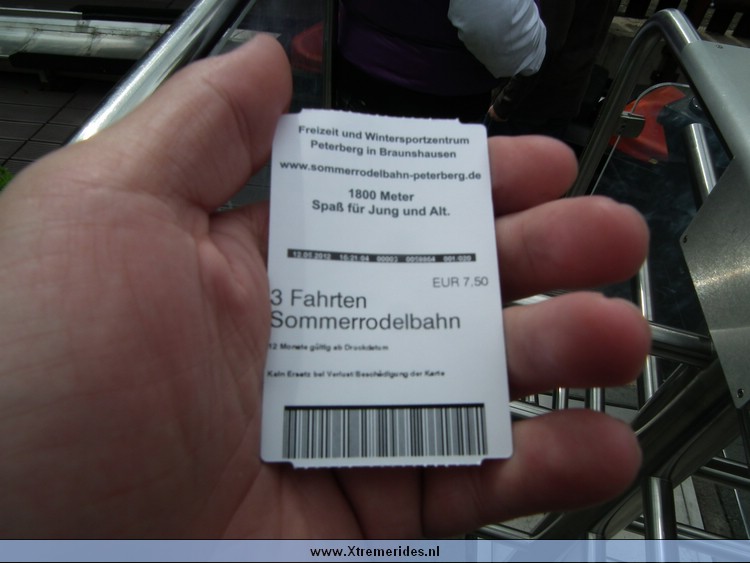 Freizeit und Wintersportzentrum
Peterberg in Braunshausen
www.sommerrodelbahn-peterberg.de
1800 Meter
Spaß für Jung und Alt.
EUR 7,50
3 Fahrten
Sommerrodelbahn
12 Monate gültig ab Druckdatum
Kein Ersatz bei Verlust/Beschädigung der Karte
www.Xtremerides.nl